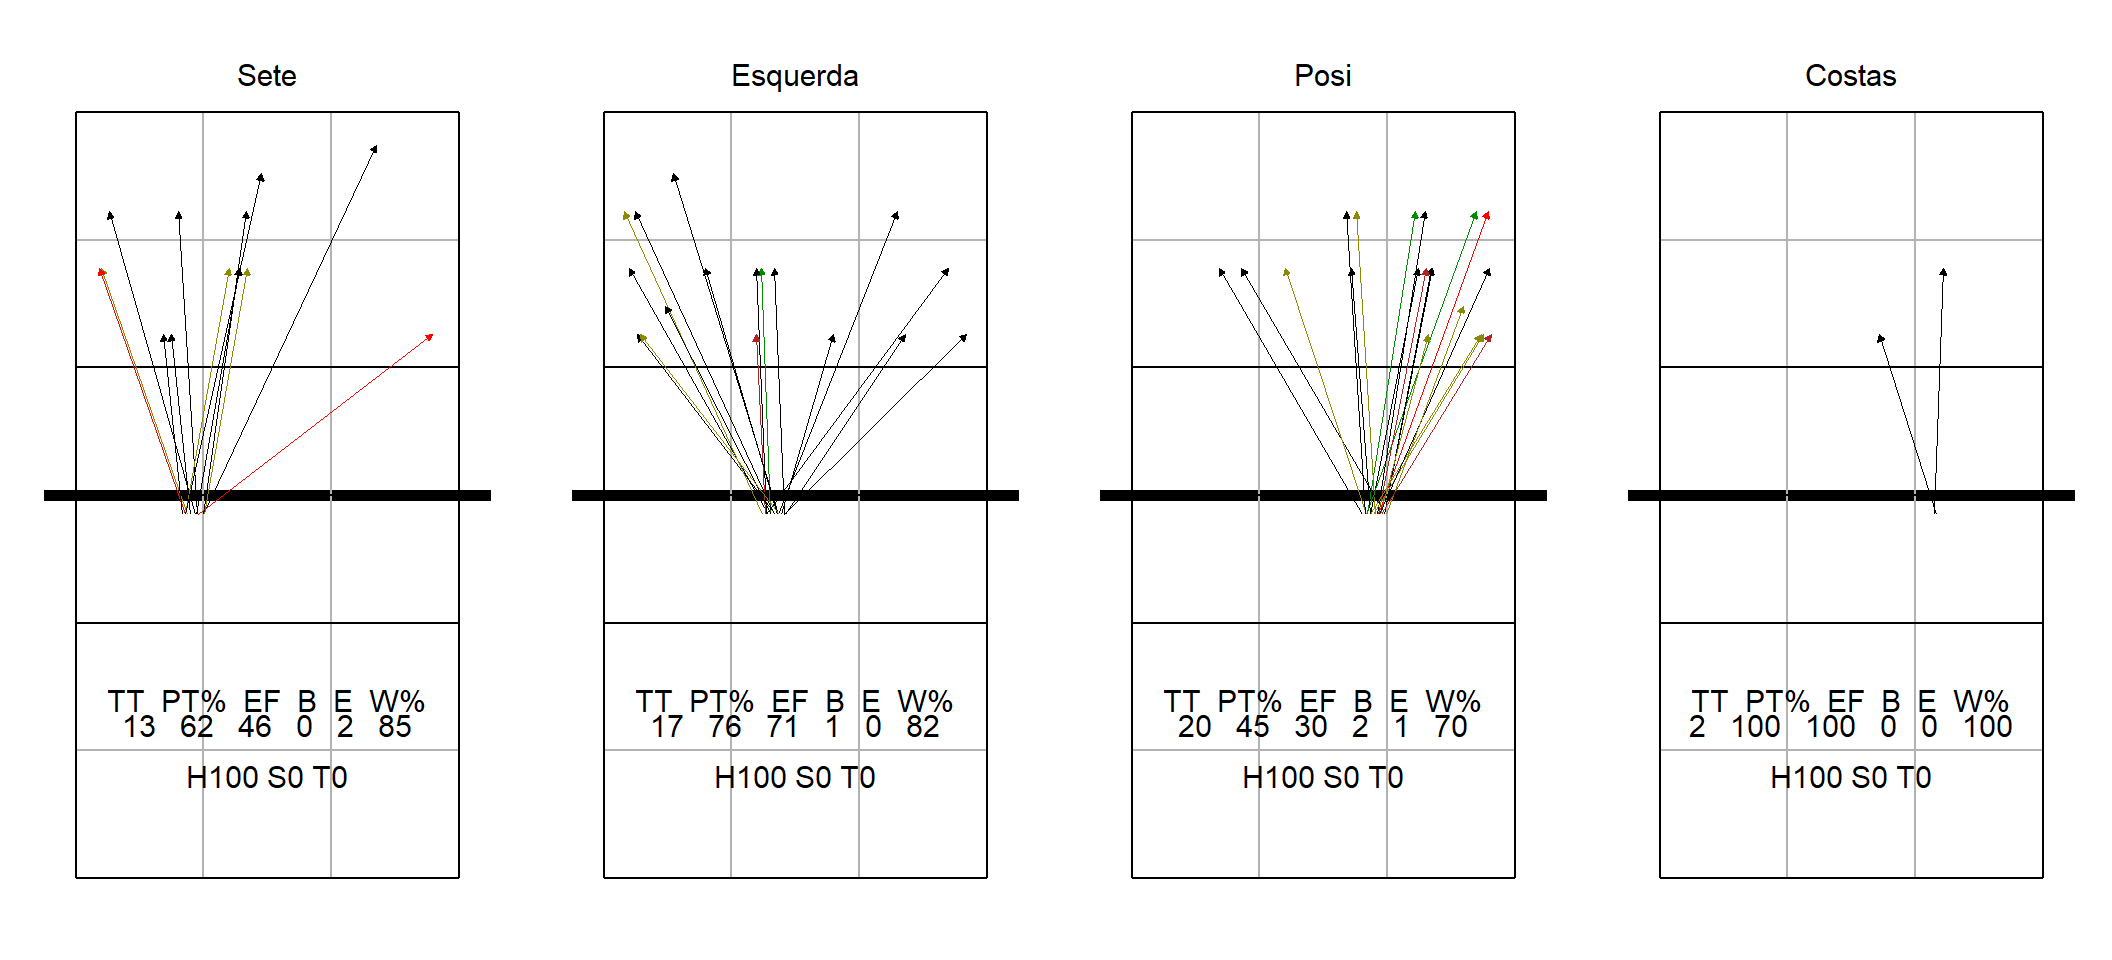 Sete
TT PT% EF B E W%
13 62 46 0 2 85
H100 S0 T0
Esquerda
TT PT% EF B E W%
17 76 71 1 0 82
H100 S0 T0
Posi
TT PT% EF B E W%
20 45 30 2 1 70
H100 S0 T0
Costas
TT PT% EF B E W%
2 100 100 0 0 100
H100 S0 T0